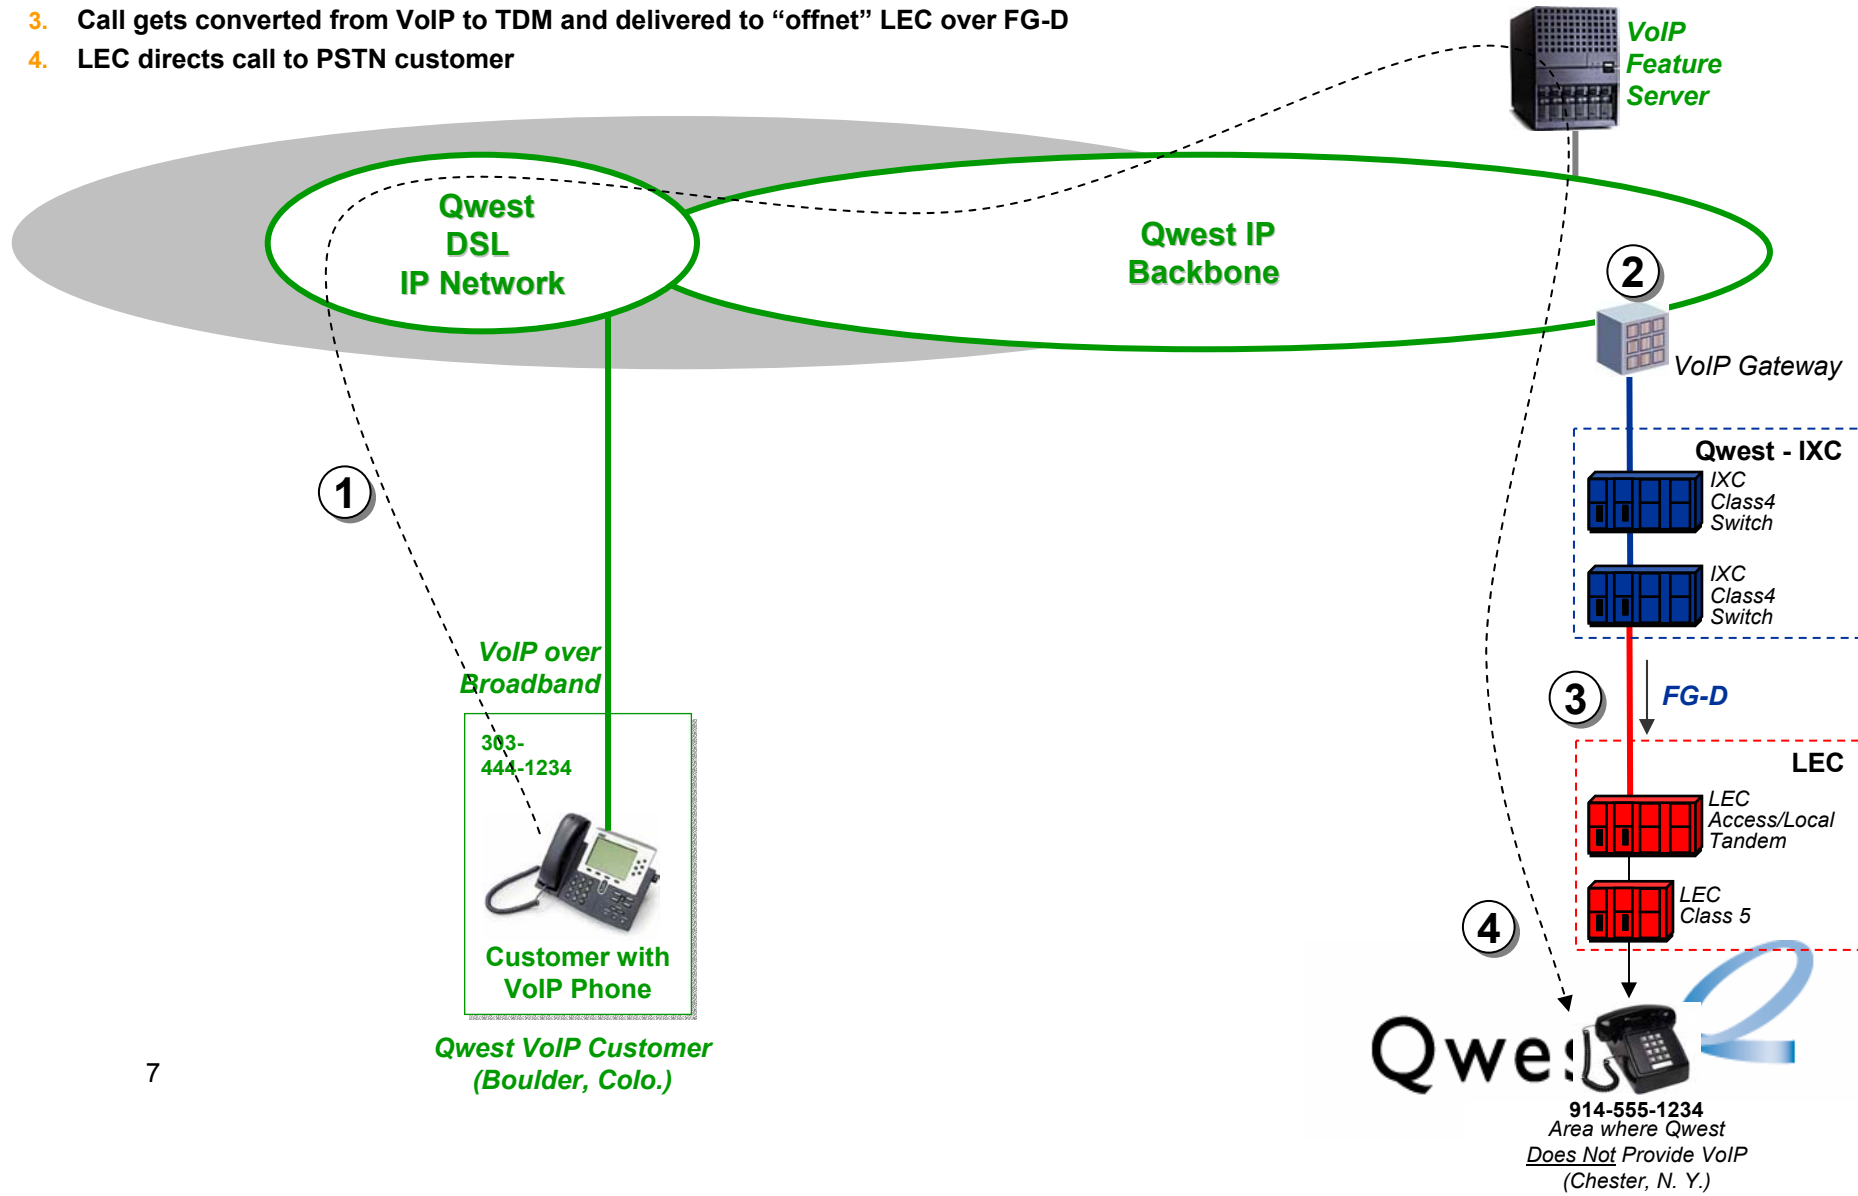 3. Call gets converted from VoIP to TDM and delivered to “offnet” LEC over FG-D
4. LEC directs call to PSTN customer
VoIP
Feature
Server
Qwest
DSL
IP Network
Qwest IP
Backbone
2
VoIP Gateway
Qwest - IXC
IXC
Class4
Switch
1
IXC
Class4
Switch
VoIP over
Broadband
3
FG-D
303-
444-1234
LEC
LEC
Access/Local
Tandem
LEC
Class 5
4
Customer with
VoIP Phone
Qwest VoIP Customer
(Boulder, Colo.)
Qwes
7
914-555-1234
Area where Qwest
Does Not Provide VoIP
(Chester, N. Y.)